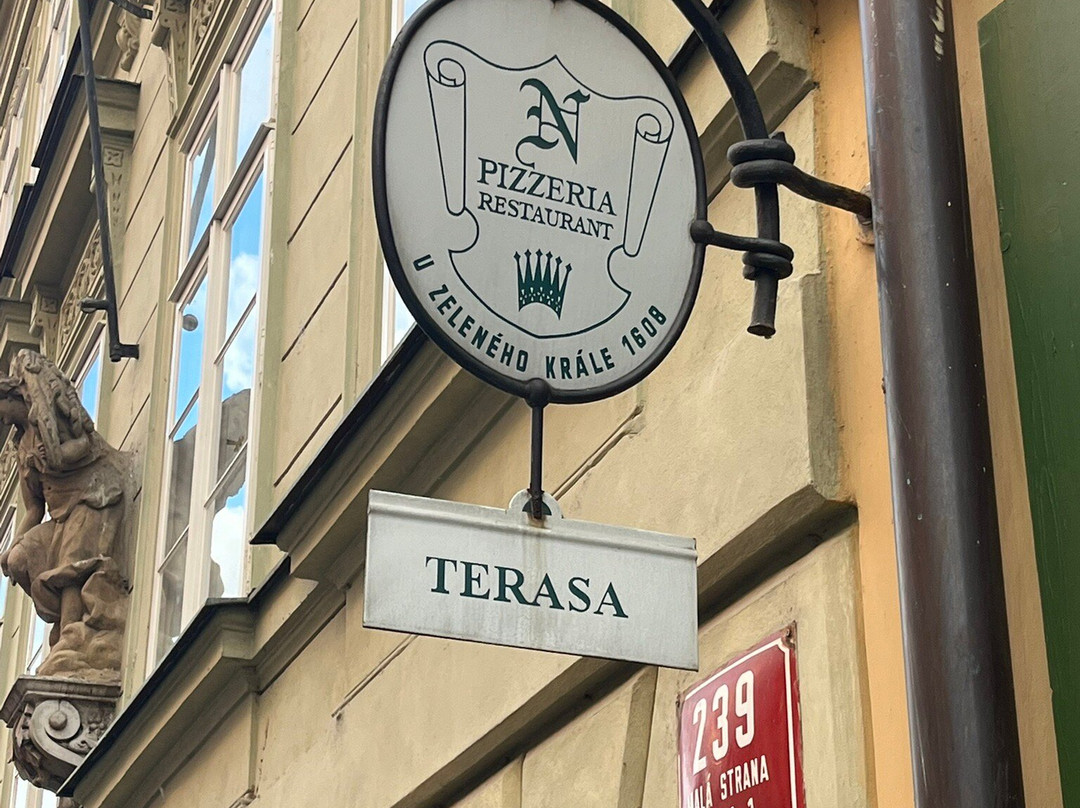 N
PIZZERIA
RESTAURANT
U ZELENÉHO KRÁLE 1608
TERASA
239
MALÁ STRANA